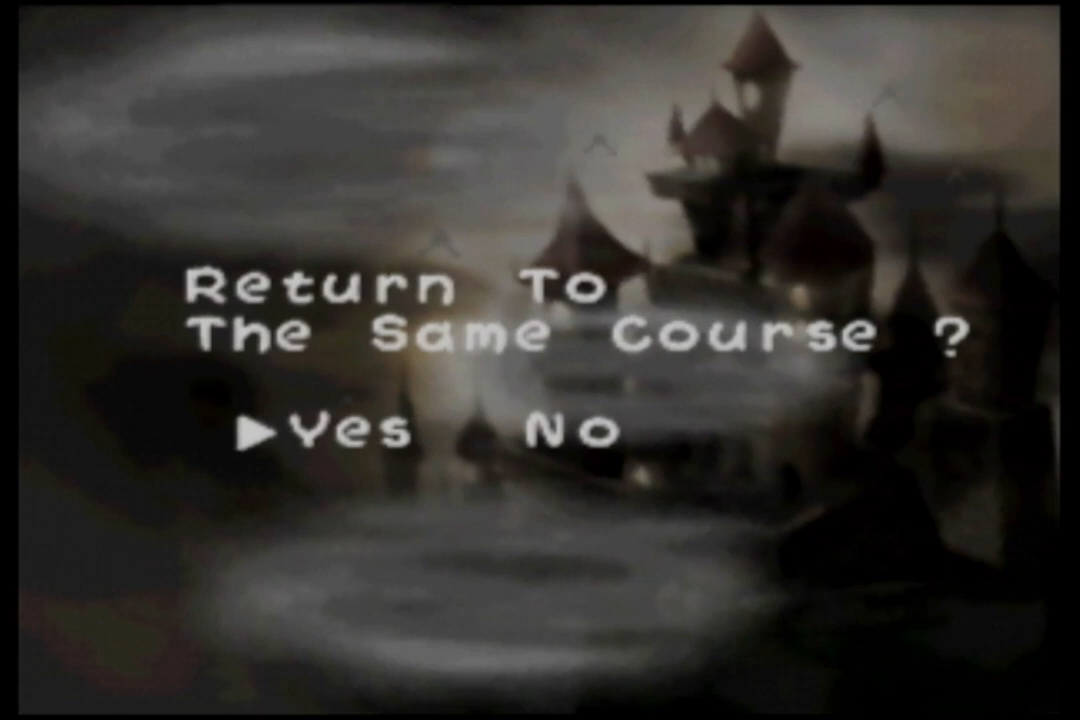 Return To
The Same Course ?
▶Yes No